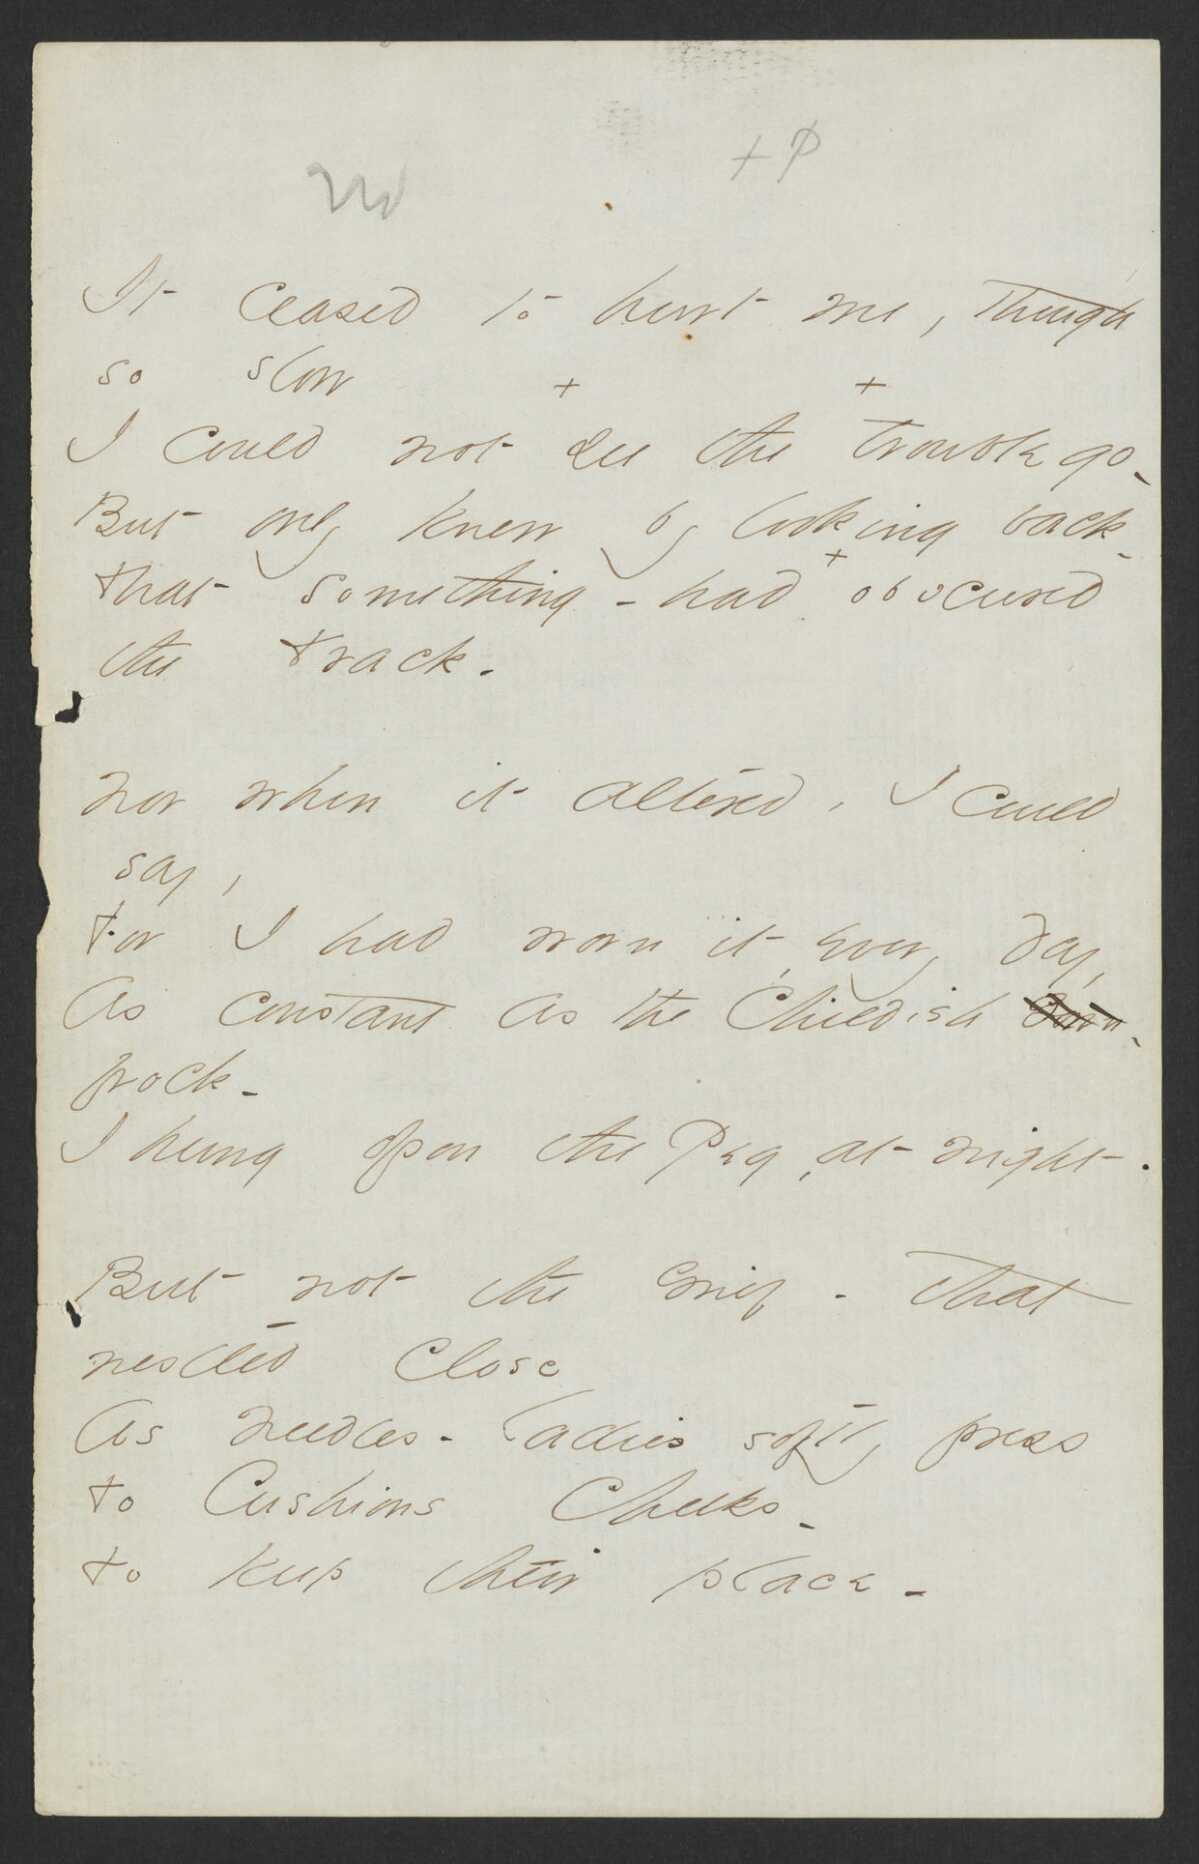 + P
It ceased to hurt me, though
so slow
+ +
I could not see the Trouble go -
But only knew by looking back -
+
That something - had obscured
the Track -
Nor when it altered, I could
say,
For I had worn it, every day,
As constant as the Childish Gown -
frock -
I hung opon the Peg, at night.
But not the Grief - that
nestled close
As needles - ladies softly press
To Cushions Cheeks -
To keep their place -